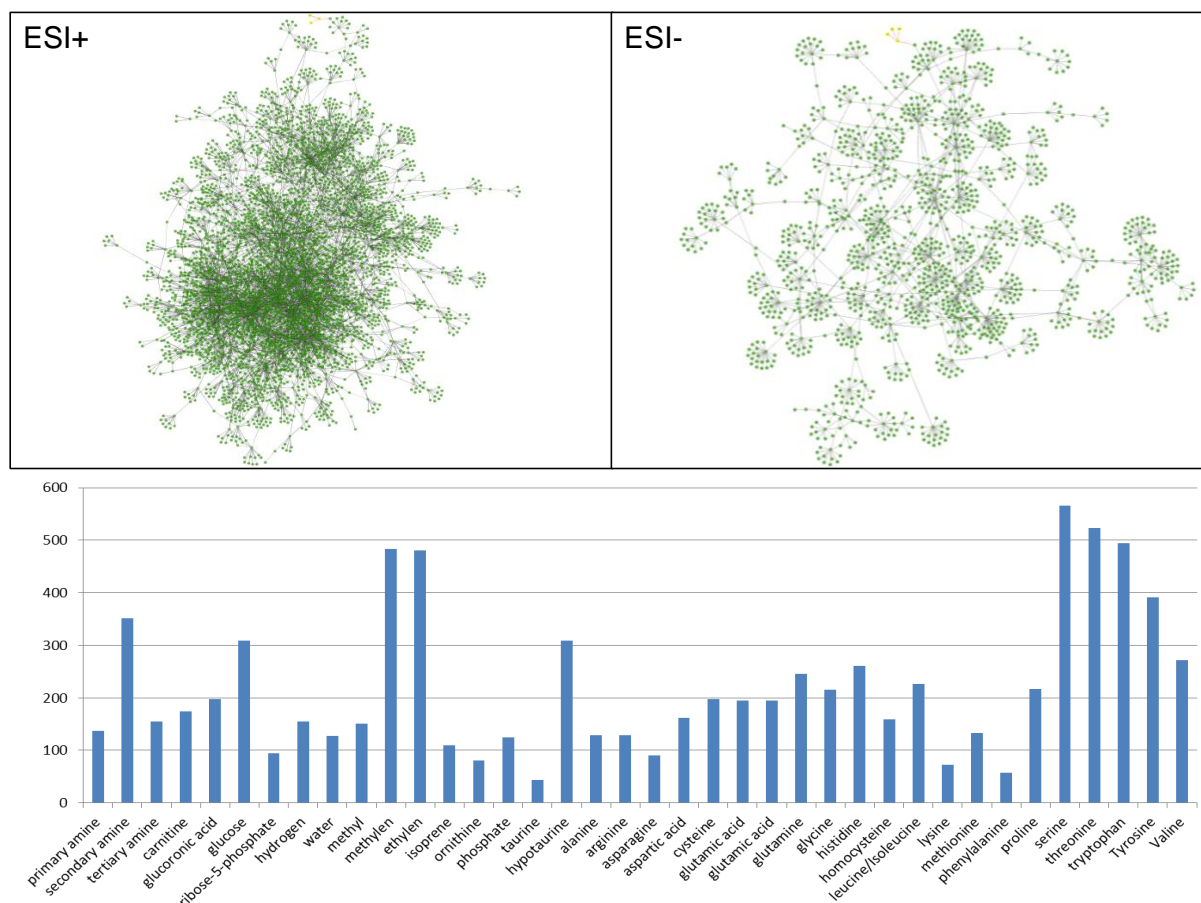 ESI+
ESI-
600
500
400
300
200
100
0
primary amine
secondary amine
tertiary amine
carnitine
glucoronic acid
glucose
ribose-5-phosphate
hydrogen
water
methyl
methylen
ethylen
isoprene
ornithine
phosphate
taurine
hypotaurine
alanine
arginine
asparagine
aspartic acid
cysteine
glutamic acid
glutamic acid
glutamine
glycine
histidine
homocysteine
leucine/Isoleucine
lysine
methionine
phenylalanine
proline
serine
threonine
tryptophan
Tyrosine
Valine